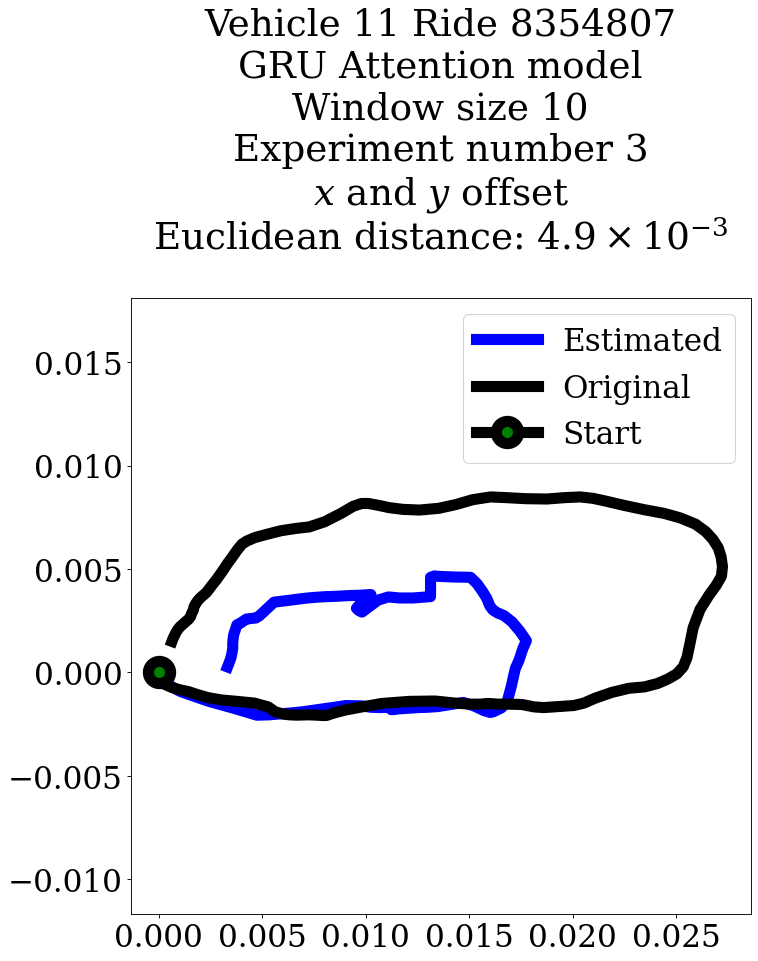 Vehicle 11 Ride 8354807
GRU Attention model
Window size 10
Experiment number 3
x and y offset
Euclidean distance: 4.9 × 10⁻³
Estimated
Original
Start
0.015
0.010
0.005
0.000
−0.005
−0.010
0.000 0.005 0.010 0.015 0.020 0.025